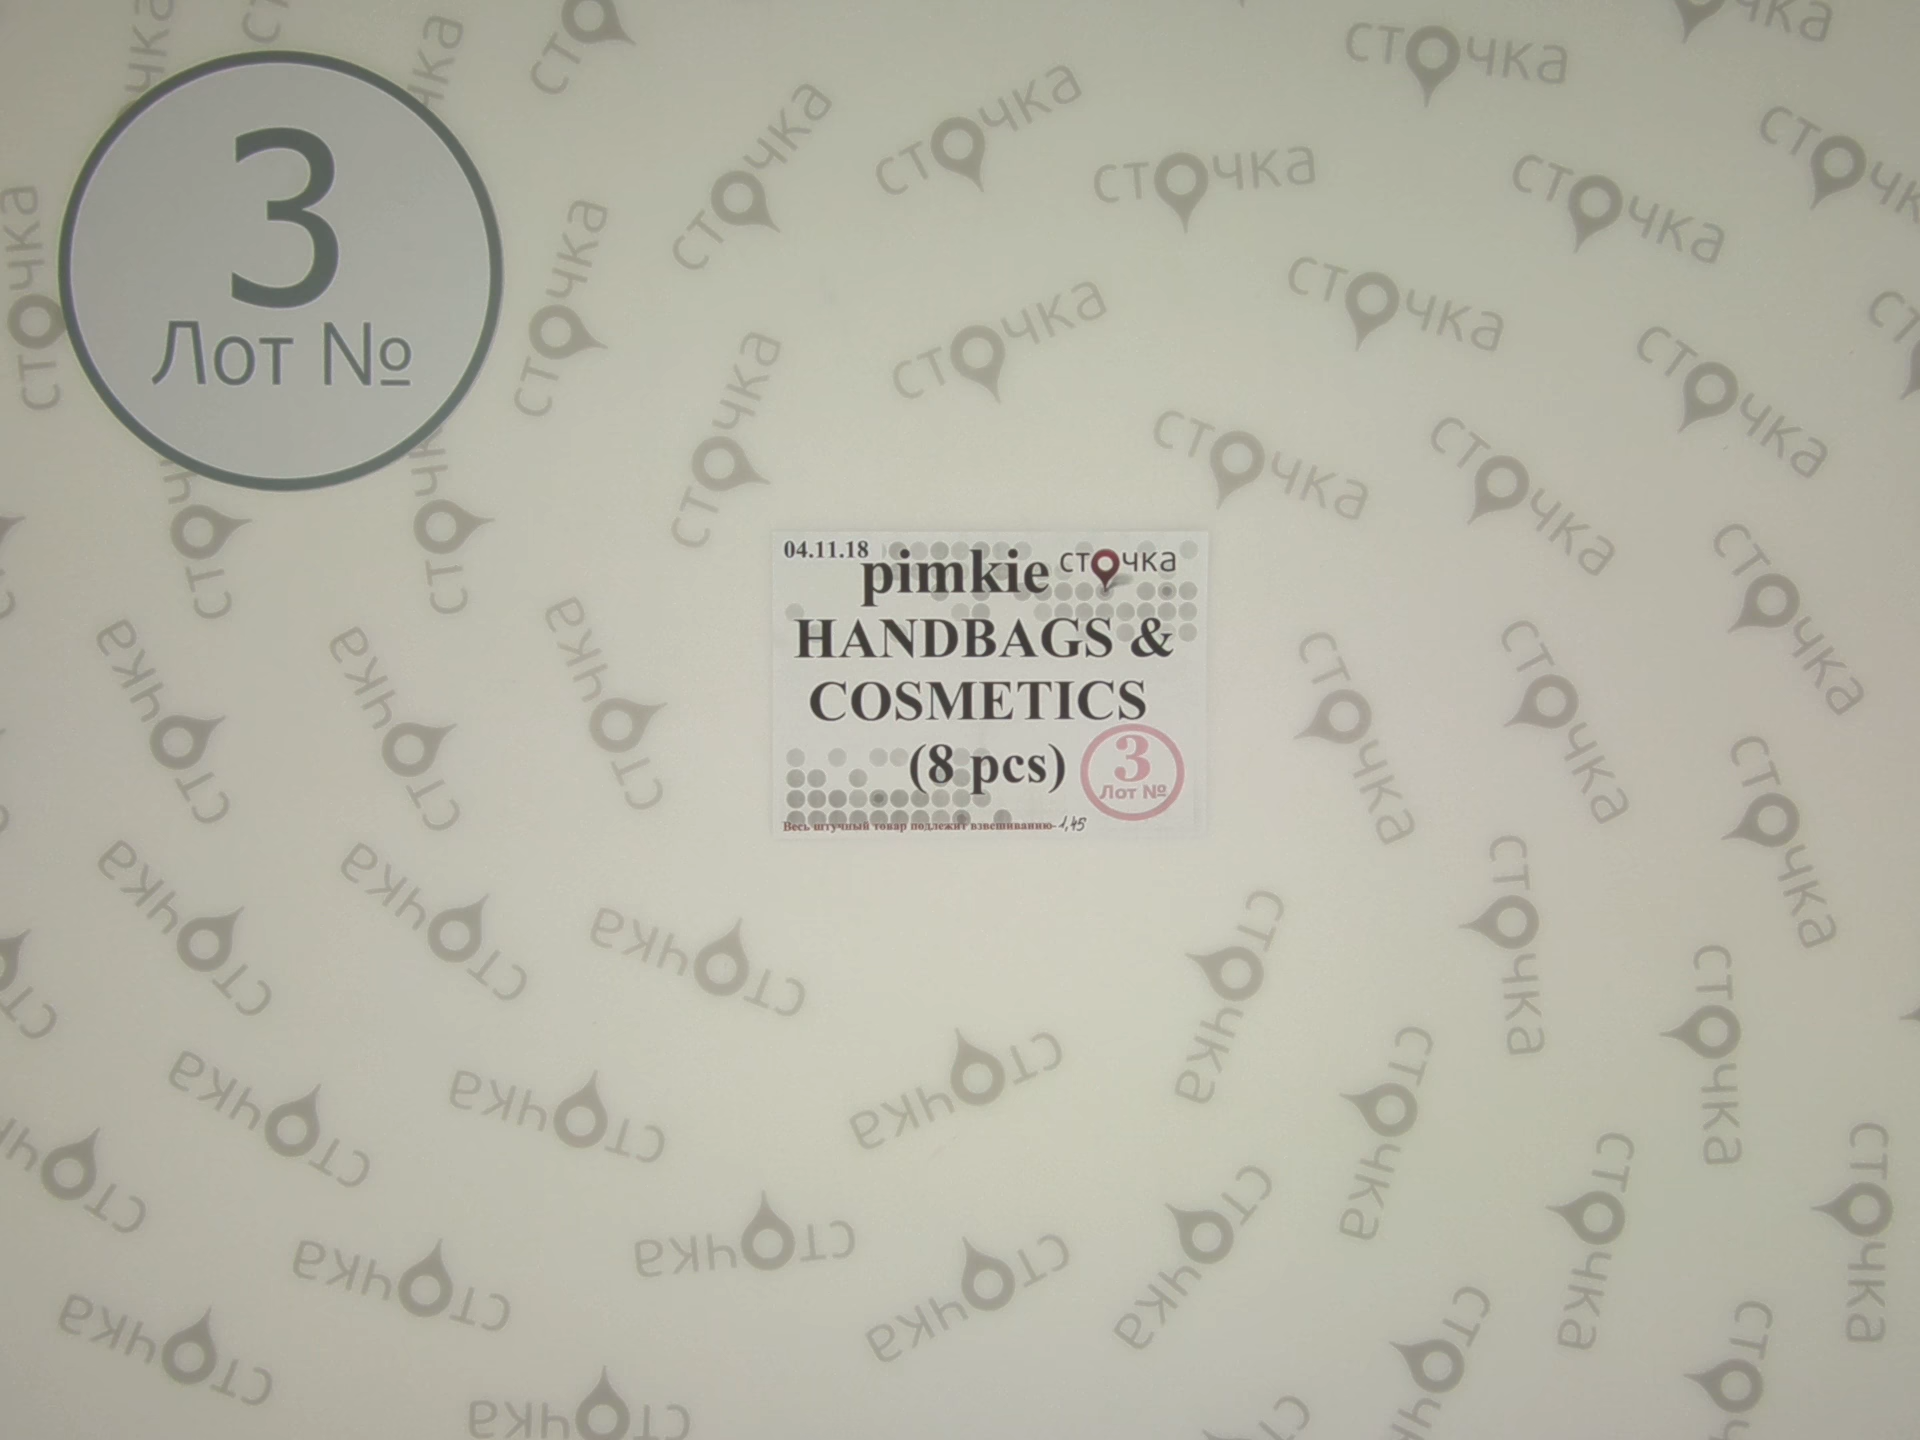 3
Лот №
04.11.18
pimkie
сточка
HANDBAGS &
COSMETICS
(8 pcs)
3
Лот №
Весь штучный товар подлежит взвешиванию- 1,45